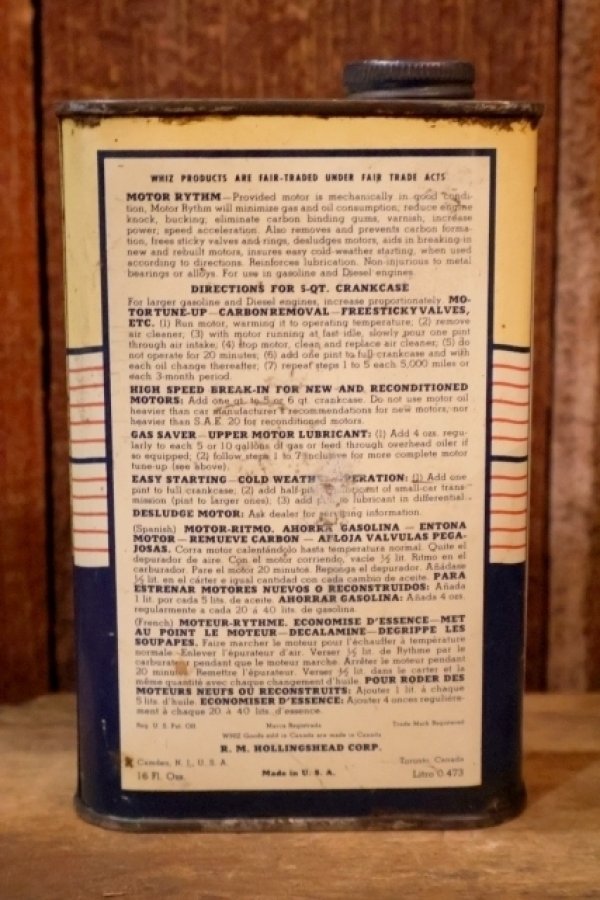 WHIZ PRODUCTS ARE FAIR-TRADED UNDER FAIR TRADE ACTS
MOTOR RYTHM—Provided motor is mechanically in good condi-
tion, Motor Rythm will minimize gas and oil consumption, reduce engine
knock, bucking; eliminate carbon binding gums, varnish, increase
power, speed acceleration. Also removes and prevents carbon forma-
tion, frees sticky valves and rings, desludges motors, aids in breaking-in
new and rebuilt motors, insures easy cold-weather starting, when used
according to directions. Reinforces lubrication. Non-injurious to metal
bearings or alloys. For use in gasoline and Diesel engines.
DIRECTIONS FOR 5-QT. CRANKCASE
For larger gasoline and Diesel engines, increase proportionately. MO-
TOR TUNE-UP—CARBON REMOVAL—FREE STICKY VALVES,
ETC. (1) Run motor, warming it to operating temperature; (2) remove
air cleaner; (3) with motor running at fast idle, slowly pour one pint
through air intake; (4) stop motor, clean and replace air cleaner; (5) do
not operate for 20 minutes; (6) add one pint to full crankcase and with
each oil change thereafter; (7) repeat steps 1 to 5 each 5,000 miles or
each 3-month period.
HIGH SPEED BREAK-IN FOR NEW AND RECONDITIONED
MOTORS: Add one qt. to 5 or 6 qt. crankcase. Do not use motor oil
heavier than car manufacturer's recommendations for new motors, nor
heavier than S.A.E. 20 for reconditioned motors.
GAS SAVER—UPPER MOTOR LUBRICANT: (1) Add 4 ozs. regu-
larly to each 5 or 10 gallons of gas or feed through overhead oiler if
so equipped; (2) follow steps 1 to 7 inclusive for more complete motor
tune-up (see above).
EASY STARTING—COLD WEATH OPERATION: (1) Add one
pint to full crankcase; (2) add half-pint of small-car trans-
mission (pint to larger ones); (3) add to lubricant in differential.
DESLUDGE MOTOR: Ask dealer for servicing information.
(Spanish) MOTOR-RITMO. AHORRA GASOLINA—ENTONA
MOTOR—REMUEVE CARBON—AFLOJA VALVULAS PEGA-
JOSAS. Corra motor calentándolo hasta temperatura normal. Quite el
depurador de aire. Con el motor corriendo, vacíe ½ lit. Ritmo en el
carburador. Pare el motor 20 minutos. Reponga el depurador. Añádase
½ lit. en el cárter e igual cantidad con cada cambio de aceite. PARA
ESTRENAR MOTORES NUEVOS O RECONSTRUIDOS: Añada
1 lit. por cada 5 lits. de aceite. AHORRAR GASOLINA: Añada 4 ozs.
regularmente a cada 20 á 40 lits. de gasolina.
(French) MOTEUR-RYTHME. ECONOMISE D'ESSENCE—MET
AU POINT LE MOTEUR—DECALAMINE—DEGRIPPE LES
SOUPAPES. Faire marcher le moteur pour l'échauffer à température
normale. Enlever l'épurateur d'air. Verser ½ lit. de Rythme par le
carburateur pendant que le moteur marche. Arrêter le moteur pendant
20 minutes. Remettre l'épurateur. Verser ½ lit. dans le carter et la
même quantité avec chaque changement d'huile. POUR RODER DES
MOTEURS NEUFS OU RECONSTRUITS: Ajouter 1 lit. à chaque
5 lits. d'huile. ECONOMISER D'ESSENCE: Ajouter 4 onces régulière-
ment à chaque 20 à 40 lits. d'essence.
Reg. U. S. Pat. Off. Marca Registrada Trade Mark Registered
WHIZ Goods sold in Canada are made in Canada
R. M. HOLLINGSHEAD CORP.
Camden, N. J., U. S. A. Toronto, Canada
16 Fl. Ozs. Made in U. S. A. Litro 0.473